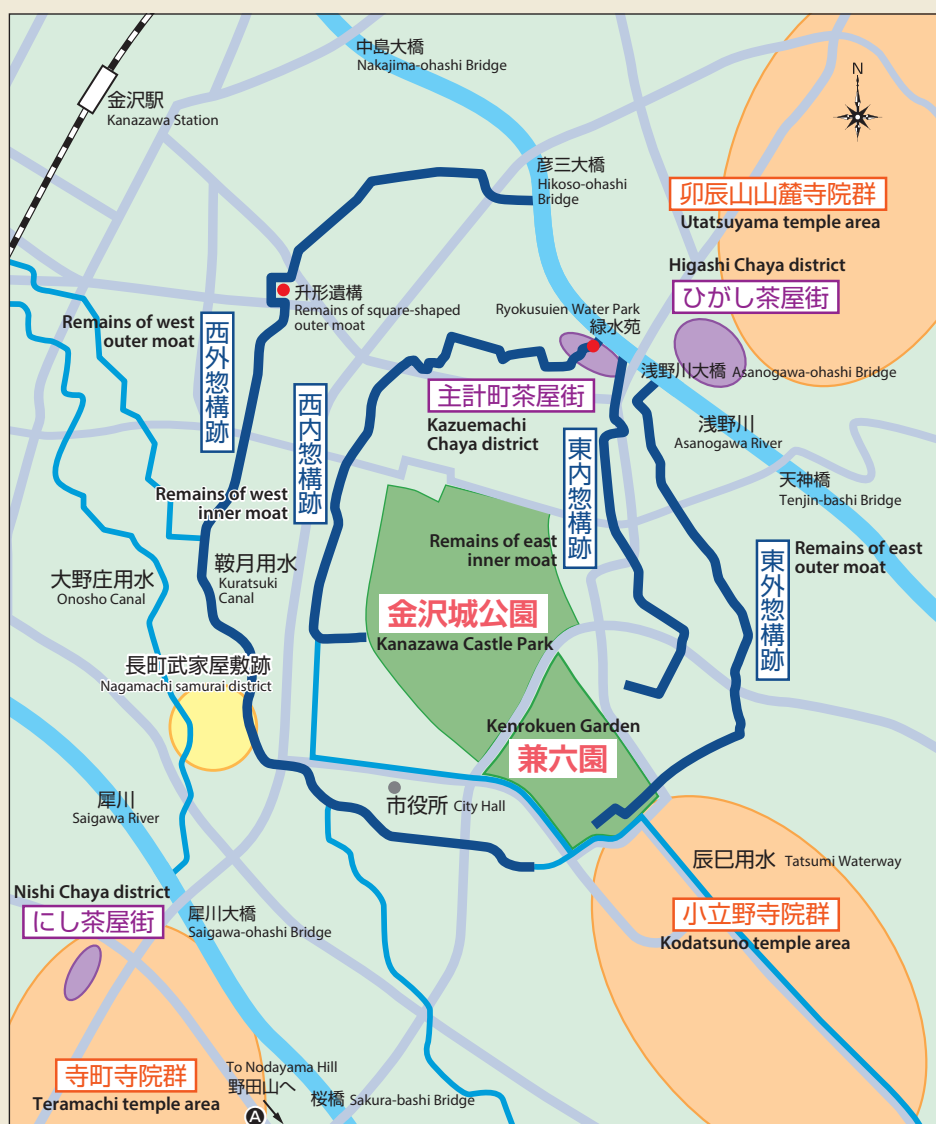 中島大橋
Nakajima-ohashi Bridge
N
金沢駅
Kanazawa Station
彦三大橋
Hikoso-ohashi
Bridge
卯辰山山麓寺院群
Utatsuyama temple area
Higashi Chaya district
ひがし茶屋街
升形遺構
Remains of square-shaped
outer moat
Ryokusuien Water Park
緑水苑
Remains of west
outer moat
西外惣構跡
浅野川大橋 Asanogawa-ohashi Bridge
主計町茶屋街
Kazuemachi
Chaya district
西内惣構跡
浅野川
Asanogawa River
東内惣構跡
天神橋
Tenjin-bashi Bridge
Remains of west
inner moat
Remains of east
inner moat
東外惣構跡
Remains of east
outer moat
鞍月用水
Kuratsuki
Canal
大野庄用水
Onosho Canal
金沢城公園
Kanazawa Castle Park
長町武家屋敷跡
Nagamachi samurai district
Kenrokuen Garden
兼六園
犀川
Saigawa River
市役所 City Hall
辰巳用水 Tatsumi Waterway
Nishi Chaya district
にし茶屋街
犀川大橋
Saigawa-ohashi Bridge
小立野寺院群
Kodatsuno temple area
寺町寺院群
Teramachi temple area
To Nodayama Hill
野田山へ
A
桜橋 Sakura-bashi Bridge